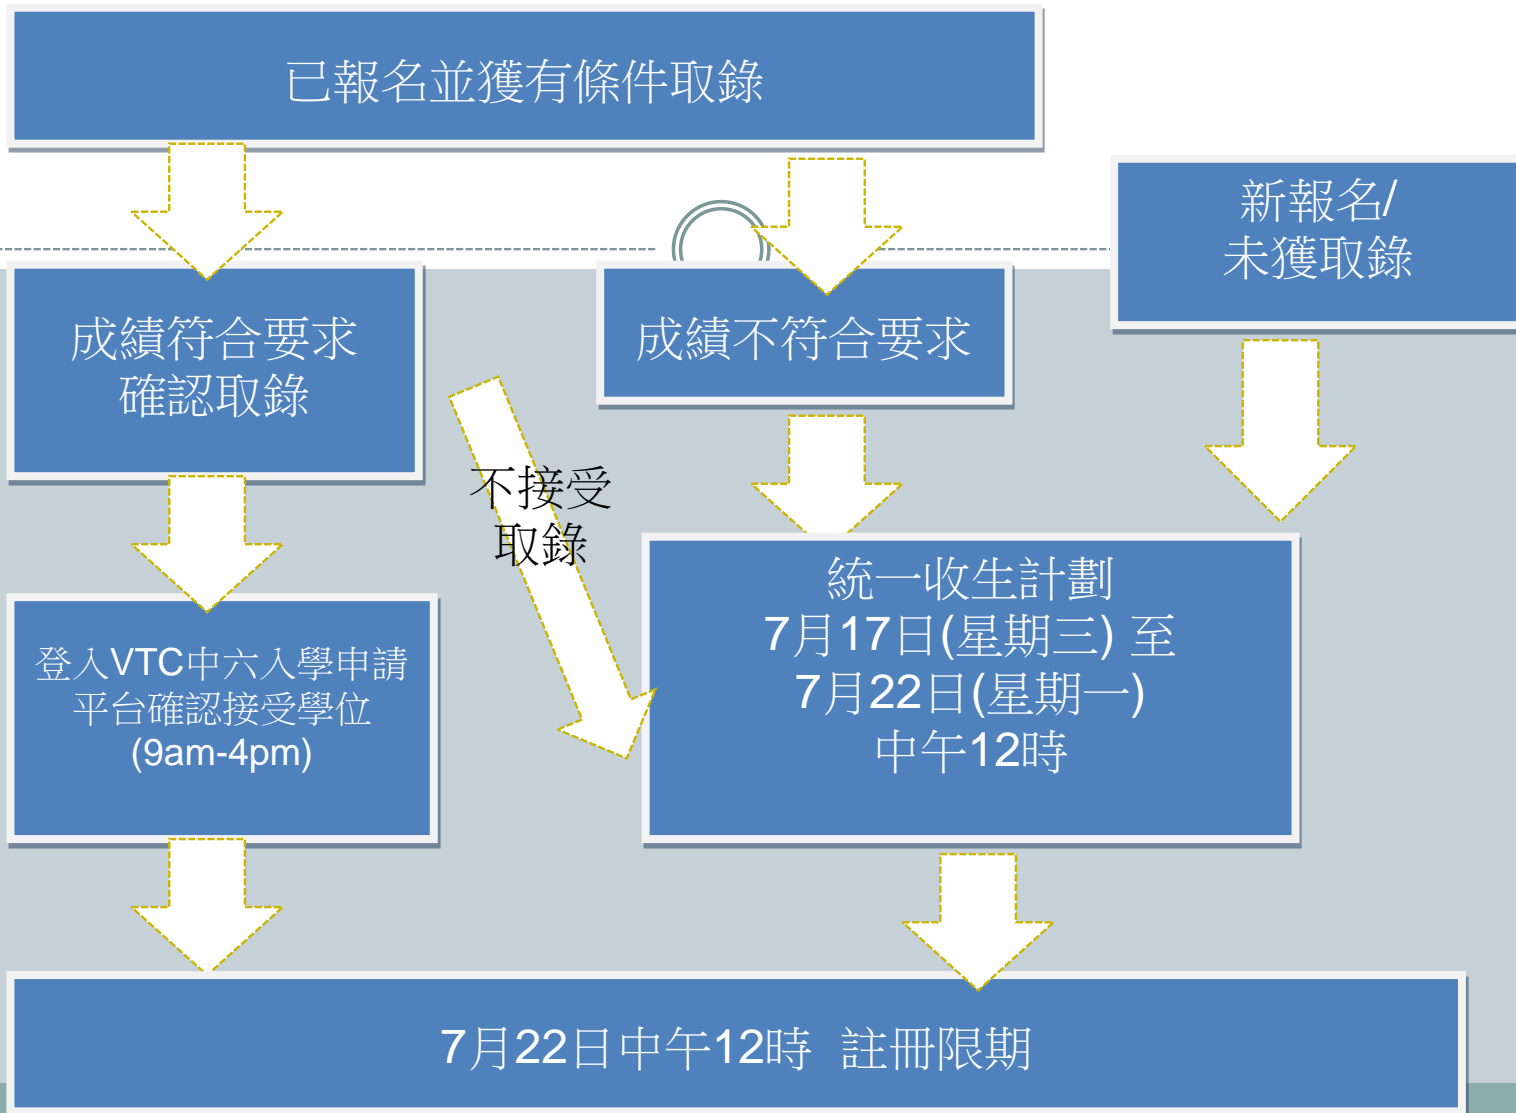 已報名並獲有條件取錄
新報名/
未獲取錄
成績符合要求
確認取錄
成績不符合要求
不接受
取錄
登入VTC中六入學申請
平台確認接受學位
(9am-4pm)
統一收生計劃
7月17日(星期三) 至
7月22日(星期一)
中午12時
7月22日中午12時 註冊限期